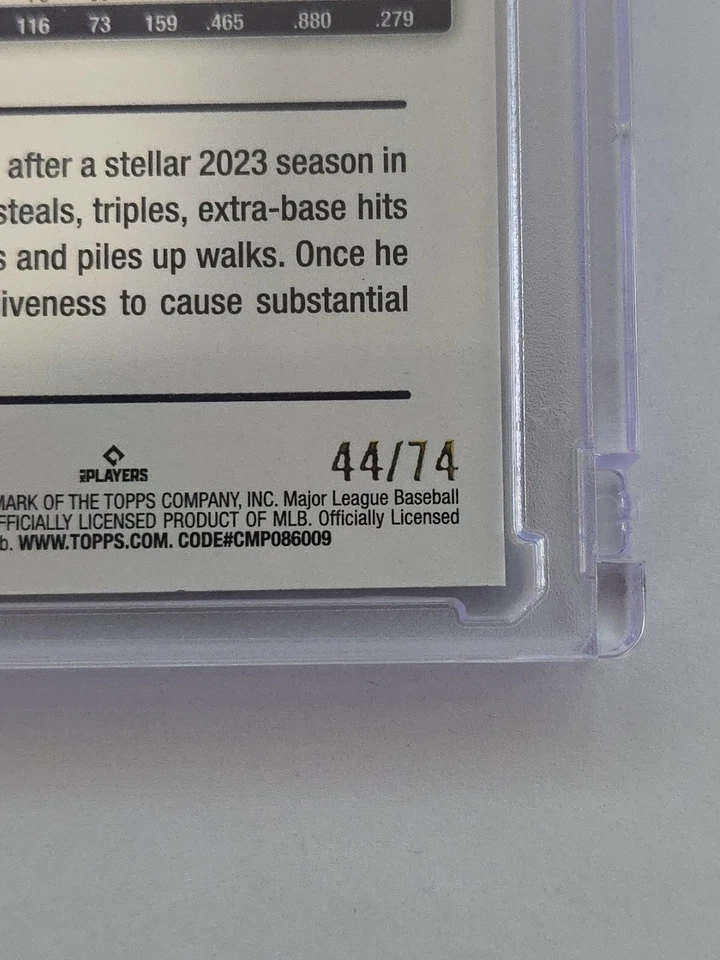 116 73 159 .465 .880 .279
after a stellar 2023 season in
steals, triples, extra-base hits
s and piles up walks. Once he
iveness to cause substantial
44/74
PLAYERS
MARK OF THE TOPPS COMPANY, INC. Major League Baseball
FFICIALLY LICENSED PRODUCT OF MLB. Officially Licensed
b. WWW.TOPPS.COM. CODE#CMP086009